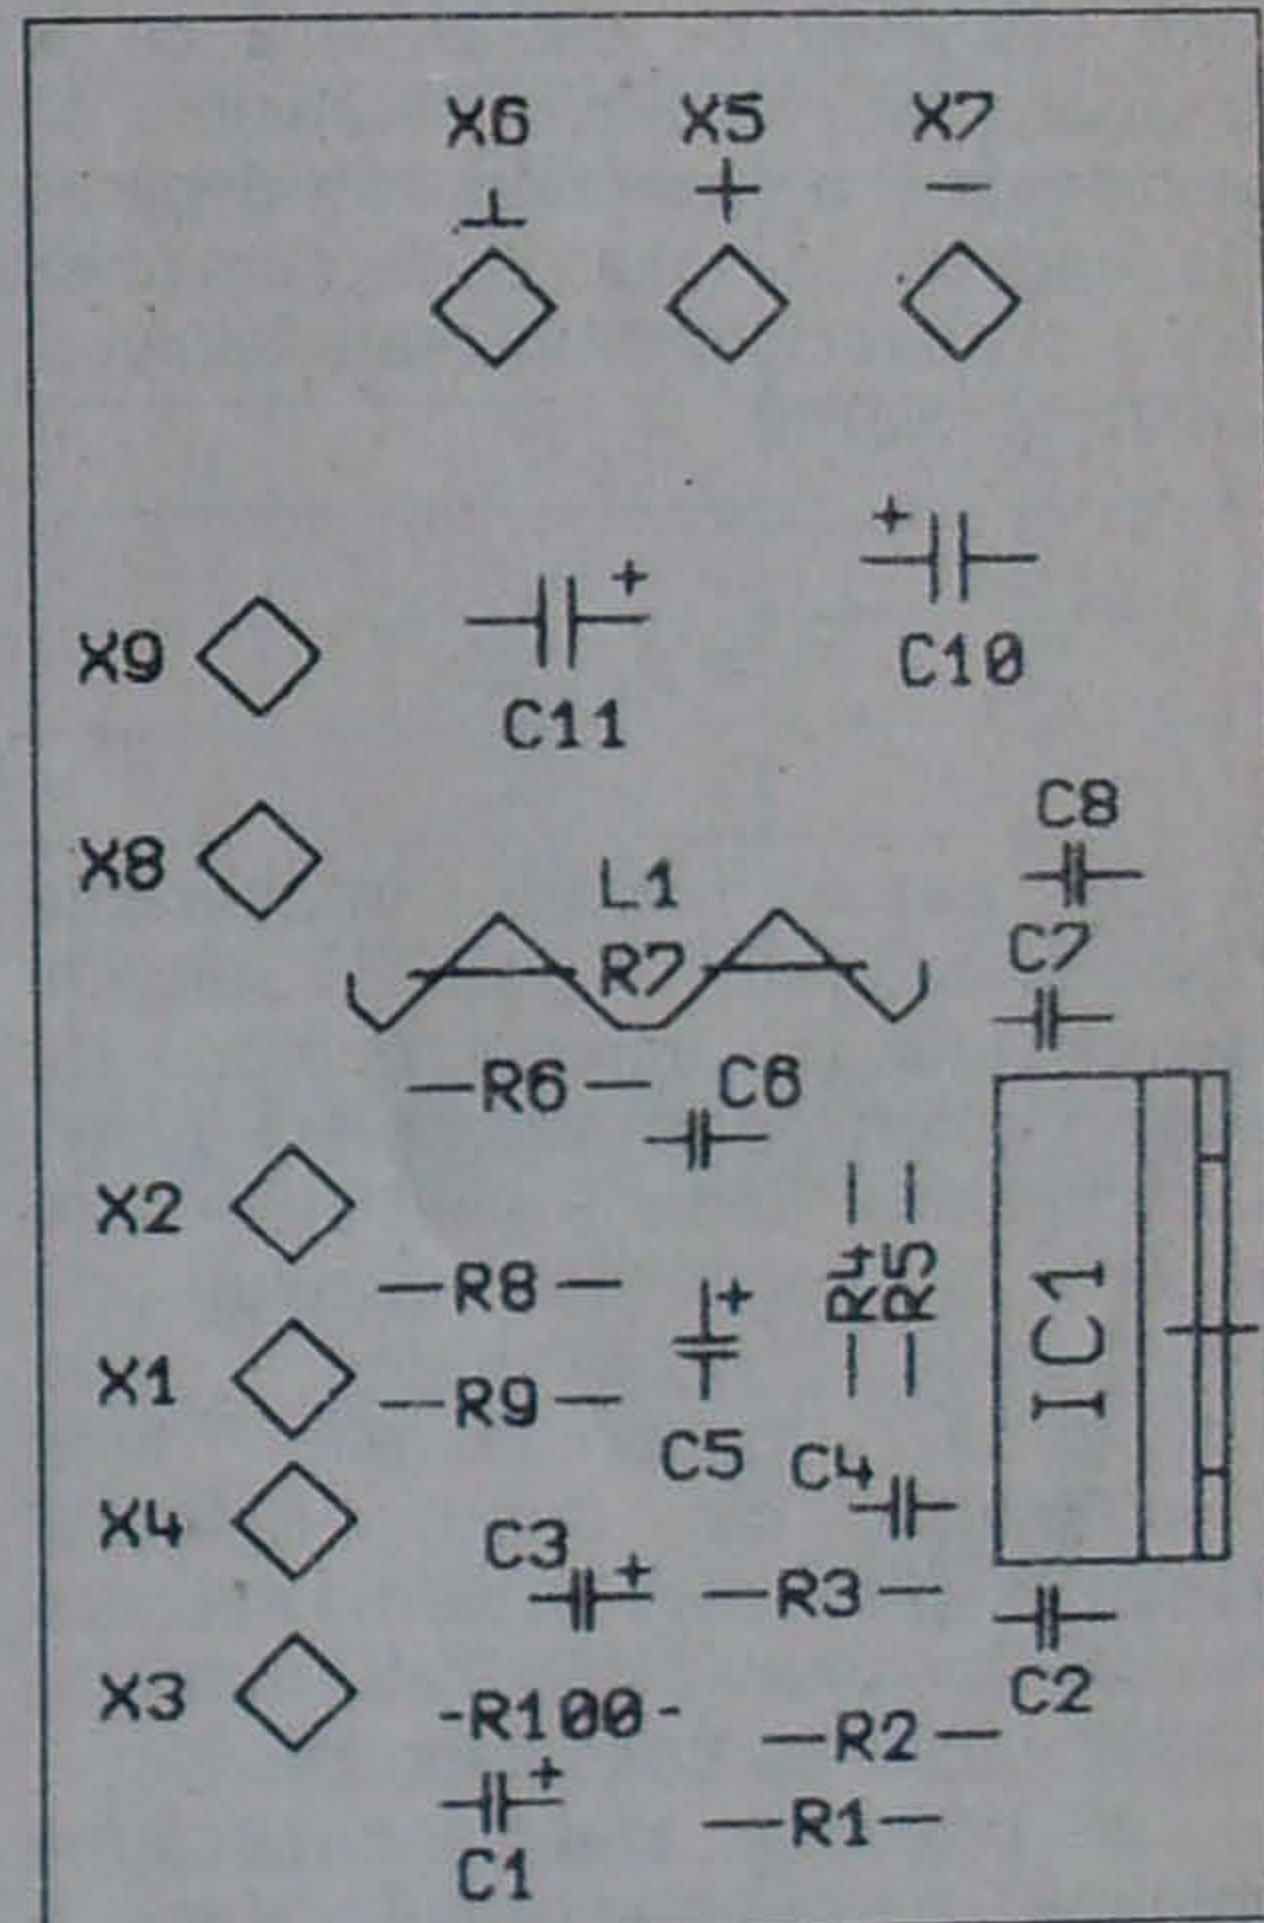 X6 X5 X7
⊥ + −
+
+
C10
X9
C11
C8
X8
L1
C7
R7
R6 C6
X2
R4
R5
IC1
R8
+
X1
R9
C5 C4
X4
C3
+
R3
C2
X3
R100
R2
+
R1
C1